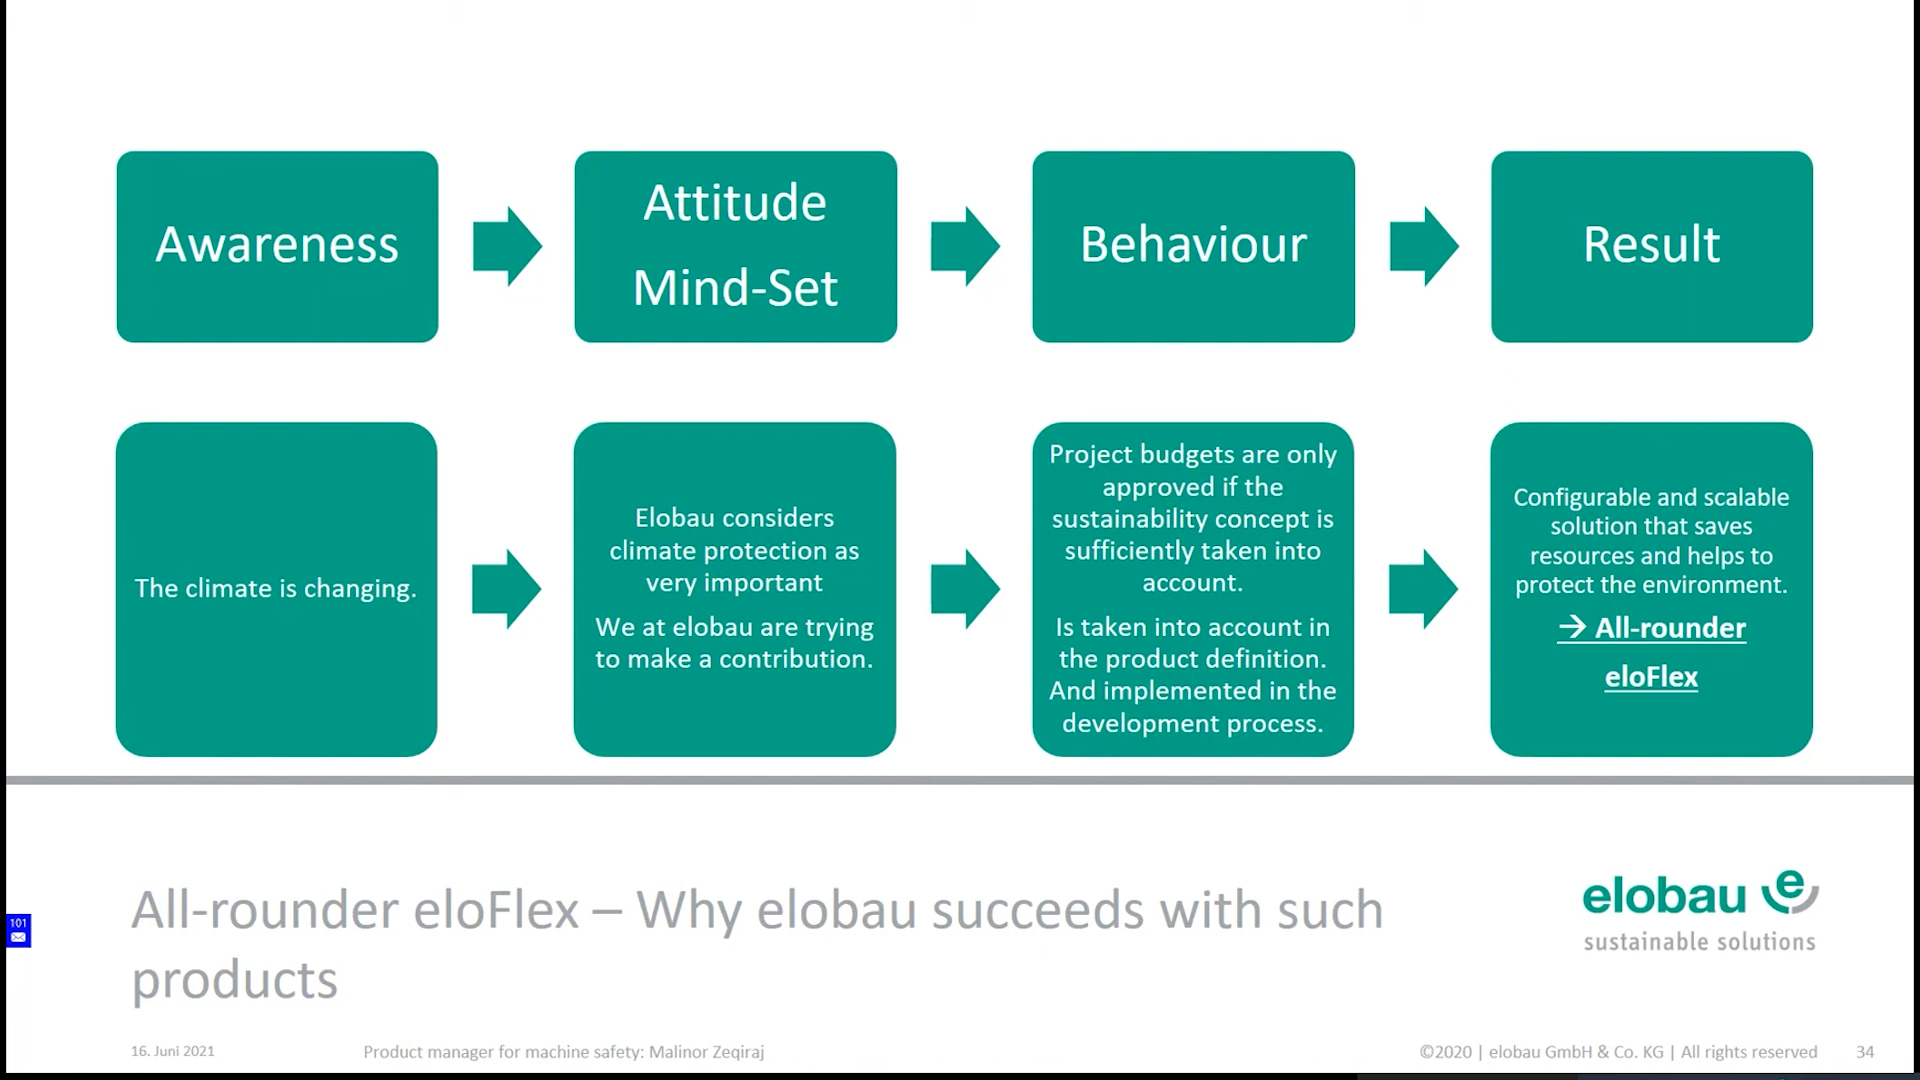 Awareness
Attitude
Mind-Set
Behaviour
Result
The climate is changing.
Elobau considers
climate protection as
very important
We at elobau are trying
to make a contribution.
Project budgets are only
approved if the
sustainability concept is
sufficiently taken into
account.
Is taken into account in
the product definition.
And implemented in the
development process.
Configurable and scalable
solution that saves
resources and helps to
protect the environment.
→ All-rounder
eloFlex
All-rounder eloFlex – Why elobau succeeds with such
products
elobau e
sustainable solutions
101
16. Juni 2021
Product manager for machine safety: Malinor Zeqiraj
©2020 | elobau GmbH & Co. KG | All rights reserved
34